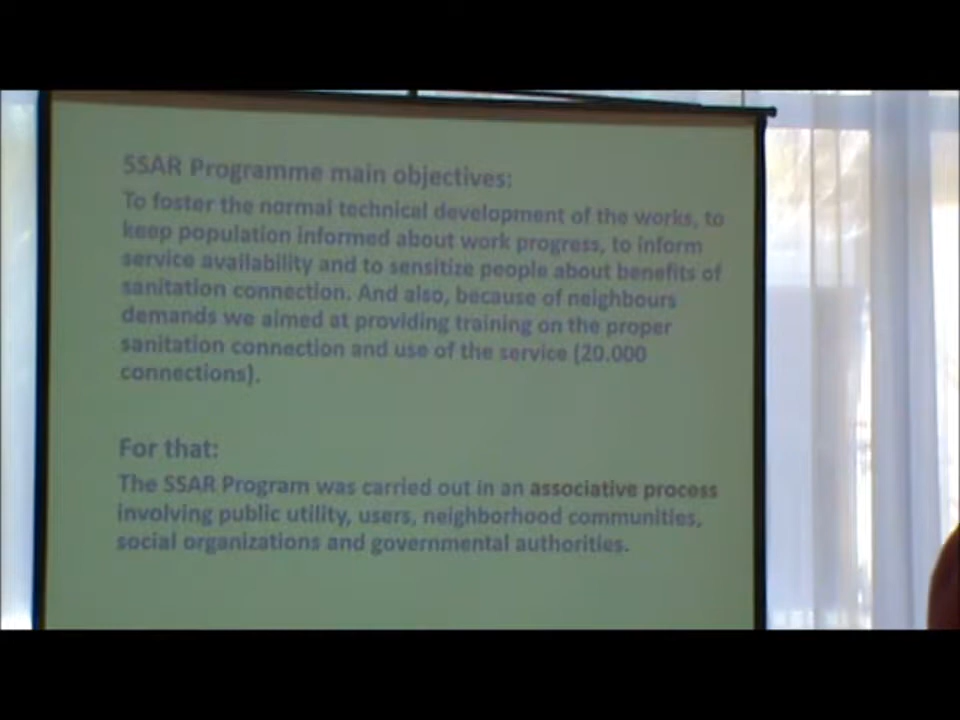 SSAR Programme main objectives:
To foster the normal technical development of the works, to
keep population informed about work progress, to inform
service availability and to sensitize people about benefits of
sanitation connection. And also, because of neighbours
demands we aimed at providing training on the proper
sanitation connection and use of the service (20.000
connections).
For that:
The SSAR Program was carried out in an associative process
involving public utility, users, neighborhood communities,
social organizations and governmental authorities.